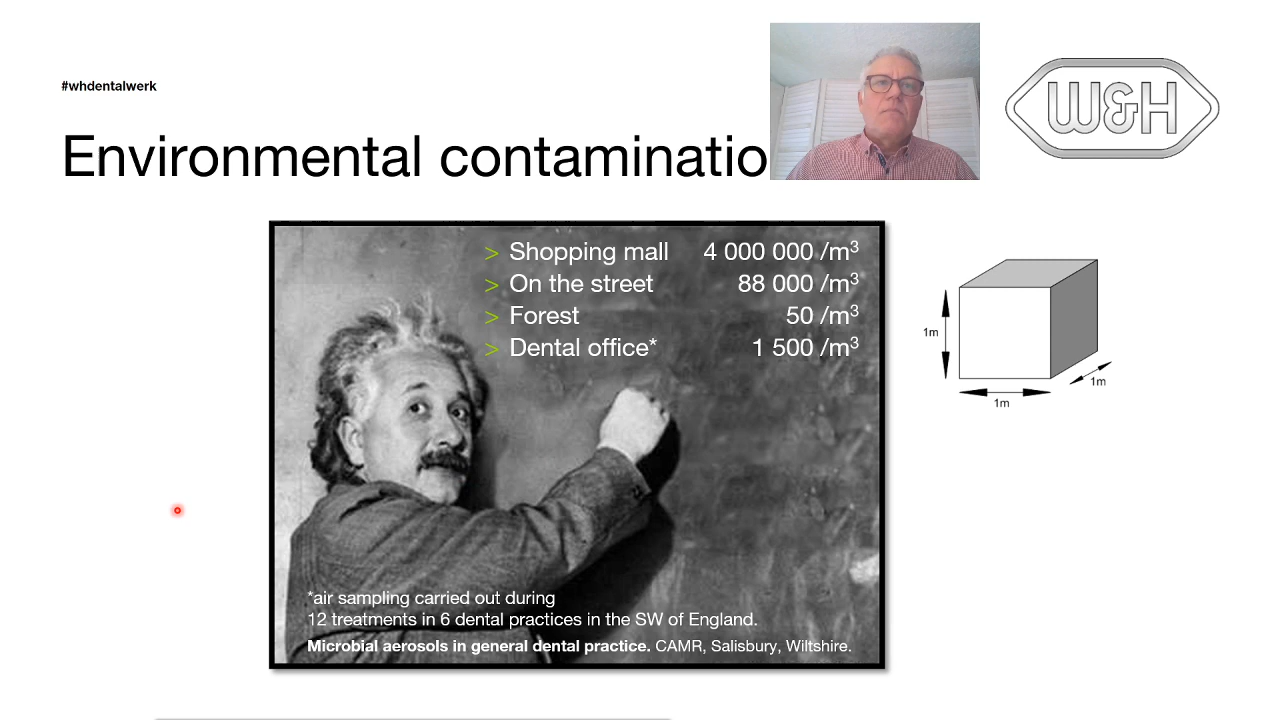 #whdentalwerk
Environmental contaminatio
W&H
> Shopping mall 4 000 000 /m³
> On the street 88 000 /m³
> Forest 50 /m³
> Dental office* 1 500 /m³
1m
1m
1m
*air sampling carried out during
12 treatments in 6 dental practices in the SW of England.
Microbial aerosols in general dental practice. CAMR, Salisbury, Wiltshire.